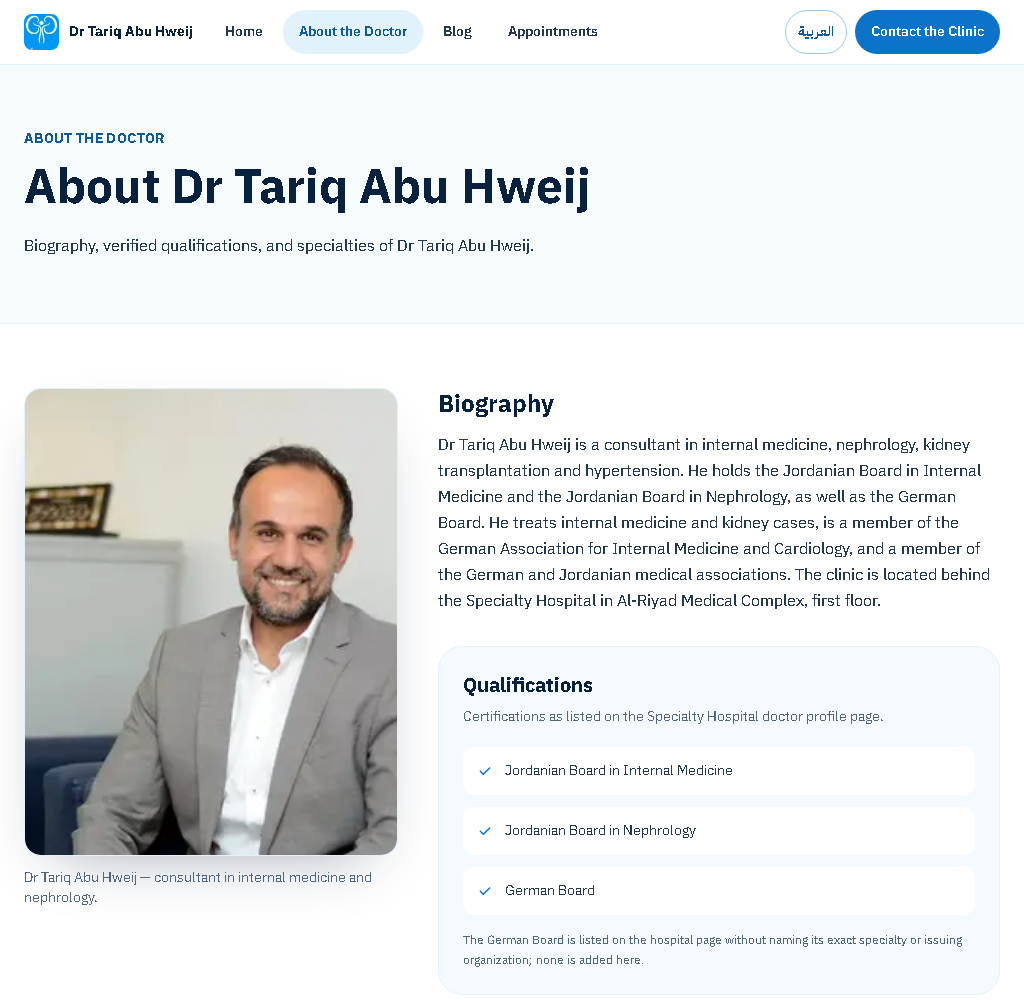 Dr Tariq Abu Hweij
Home
About the Doctor
Blog
Appointments
العربية
Contact the Clinic
ABOUT THE DOCTOR
About Dr Tariq Abu Hweij
Biography, verified qualifications, and specialties of Dr Tariq Abu Hweij.
Dr Tariq Abu Hweij — consultant in internal medicine and
nephrology.
Biography
Dr Tariq Abu Hweij is a consultant in internal medicine, nephrology, kidney
transplantation and hypertension. He holds the Jordanian Board in Internal
Medicine and the Jordanian Board in Nephrology, as well as the German
Board. He treats internal medicine and kidney cases, is a member of the
German Association for Internal Medicine and Cardiology, and a member of
the German and Jordanian medical associations. The clinic is located behind
the Specialty Hospital in Al-Riyad Medical Complex, first floor.
Qualifications
Certifications as listed on the Specialty Hospital doctor profile page.
Jordanian Board in Internal Medicine
Jordanian Board in Nephrology
German Board
The German Board is listed on the hospital page without naming its exact specialty or issuing
organization; none is added here.